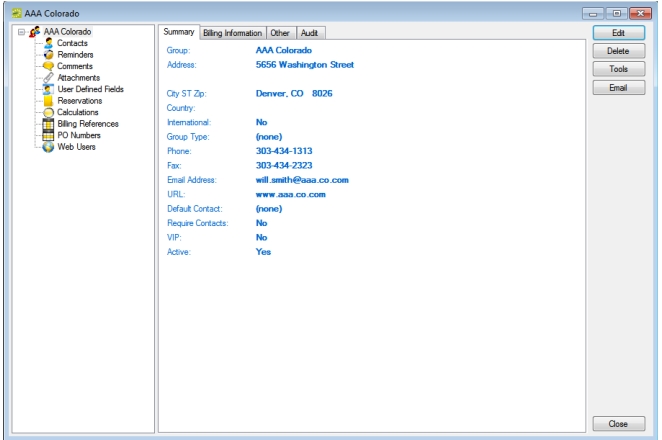 AAA Colorado
AAA Colorado
Contacts
Reminders
Comments
Attachments
User Defined Fields
Reservations
Calculations
Billing References
PO Numbers
Web Users
Summary Billing Information Other Audit
Group: AAA Colorado
Address: 5656 Washington Street
City ST Zip: Denver, CO 8026
Country:
International: No
Group Type: (none)
Phone: 303-434-1313
Fax: 303-434-2323
Email Address: will.smith@aaa.co.com
URL: www.aaa.co.com
Default Contact: (none)
Require Contacts: No
VIP: No
Active: Yes
Edit
Delete
Tools
Email
Close